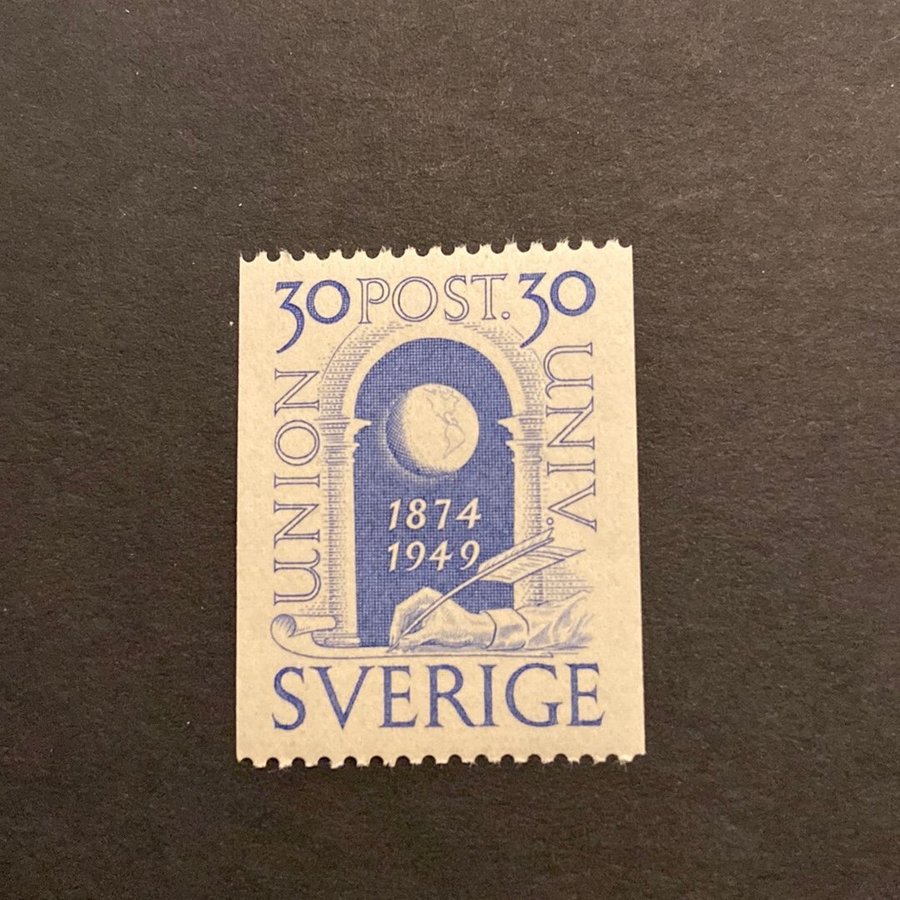 30 POST. 30
UNION
UNIV.
1874
1949
SVERIGE